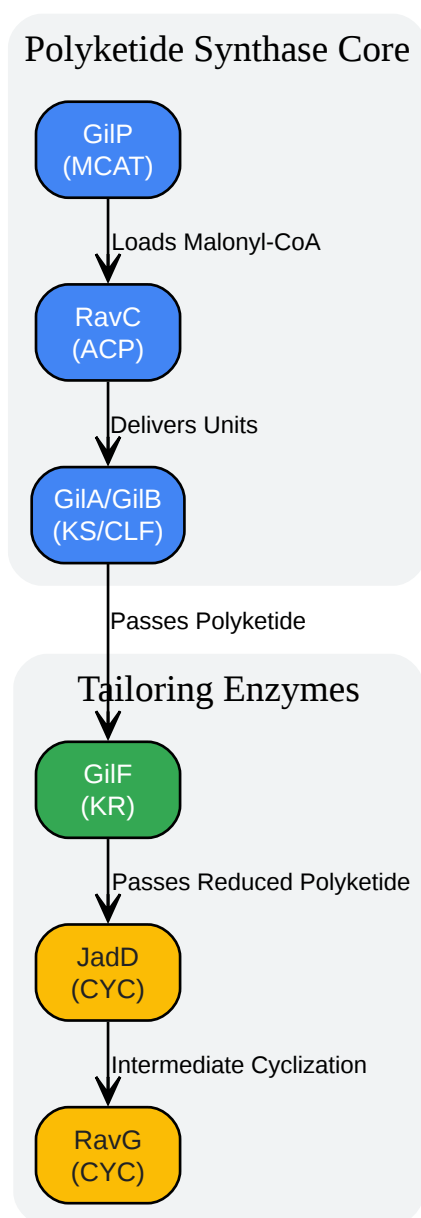 Polyketide Synthase Core
GilP
(MCAT)
Loads Malonyl-CoA
RavC
(ACP)
Delivers Units
GilA/GilB
(KS/CLF)
Passes Polyketide
Tailoring Enzymes
GilF
(KR)
Passes Reduced Polyketide
JadD
(CYC)
Intermediate Cyclization
RavG
(CYC)